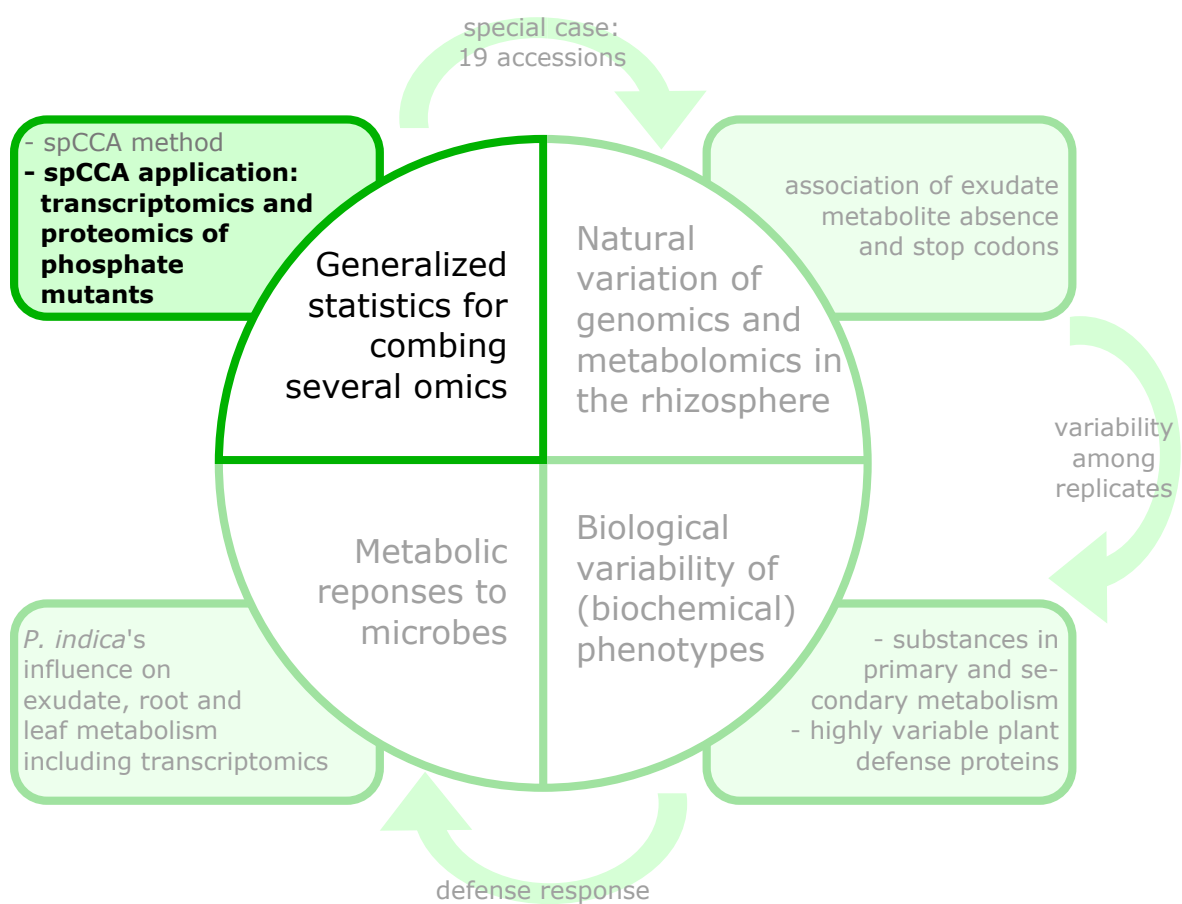 special case:
19 accessions
- spCCA method
- spCCA application:
transcriptomics and
proteomics of
phosphate
mutants
Generalized
statistics for
combing
several omics
Natural
variation of
genomics and
metabolomics in
the rhizosphere
association of exudate
metabolite absence
and stop codons
variability
among
replicates
Metabolic
reponses to
microbes
Biological
variability of
(biochemical)
phenotypes
P. indica's
influence on
exudate, root and
leaf metabolism
including transcriptomics
- substances in
primary and se-
condary metabolism
- highly variable plant
defense proteins
defense response